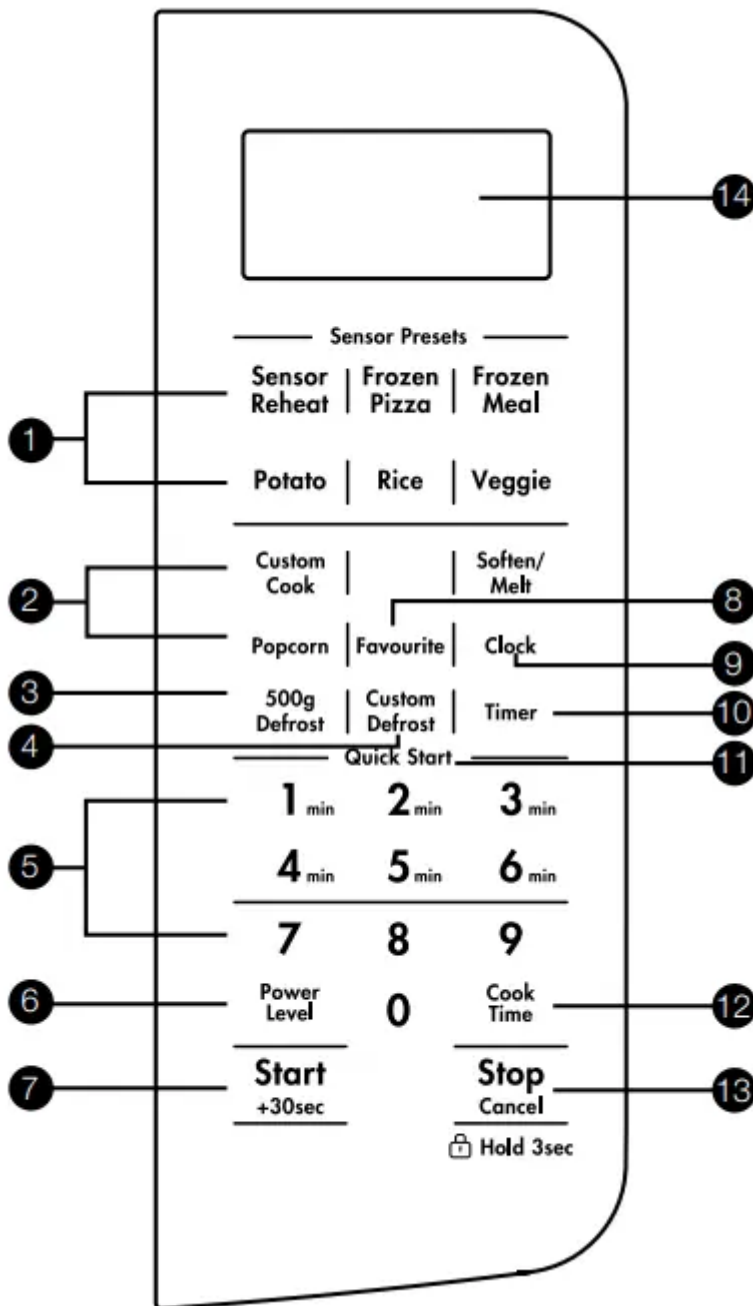 14
Sensor Presets
Sensor Reheat
Frozen Pizza
Frozen Meal
1
Potato
Rice
Veggie
Custom Cook
Soften/ Melt
2
8
Popcorn
Favourite
Clock
9
3
500g Defrost
Custom Defrost
Timer
10
4
Quick Start
11
1 min
2 min
3 min
5
4 min
5 min
6 min
7
8
9
6
Power Level
0
Cook Time
12
7
Start
+30sec
Stop
Cancel
13
Hold 3sec